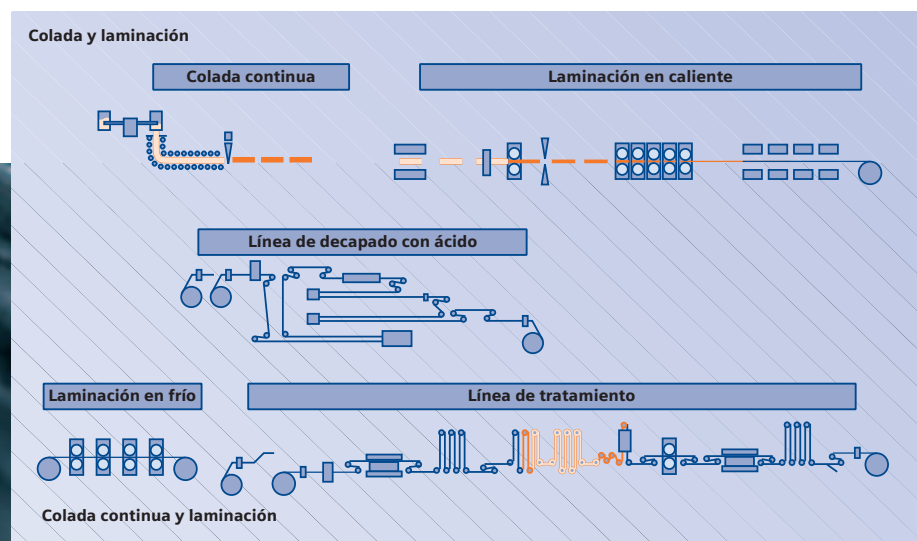 Colada y laminación
Colada continua
Laminación en caliente
Línea de decapado con ácido
Laminación en frío
Línea de tratamiento
Colada continua y laminación